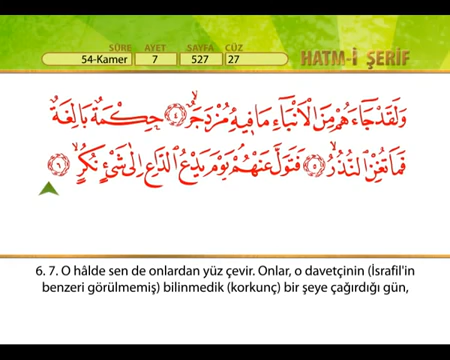 SÛRE AYET SAYFA CÜZ
54-Kamer 7 527 27
HATM-İ ŞERİF
وَلَقَدْ جَاءَهُمْ مِنَ الْأَنْبَاءِ مَا فِيهِ مُزْدَجَرٌ ﴿٤﴾ حِكْمَةٌ بَالِغَةٌ
فَمَا تُغْنِ النُّذُرُ ﴿٥﴾ فَتَوَلَّ عَنْهُمْ يَوْمَ يَدْعُ الدَّاعِ إِلٰى شَيْءٍ نُكُرٍ ﴿٦﴾
6. 7. O hâlde sen de onlardan yüz çevir. Onlar, o davetçinin (İsrafil'in
benzeri görülmemiş) bilinmedik (korkunç) bir şeye çağırdığı gün,